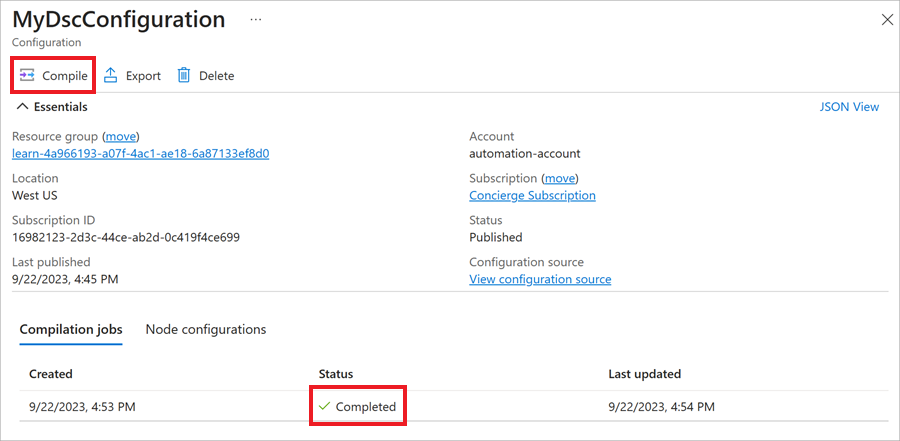 MyDscConfiguration ...
Configuration
Compile Export Delete
Essentials JSON View
Resource group (move) Account
learn-4a966193-a07f-4ac1-ae18-6a87133ef8d0 automation-account
Location Subscription (move)
West US Concierge Subscription
Subscription ID Status
16982123-2d3c-44ce-ab2d-0c419f4ce699 Published
Last published Configuration source
9/22/2023, 4:45 PM View configuration source
Compilation jobs Node configurations
Created Status Last updated
9/22/2023, 4:53 PM Completed 9/22/2023, 4:54 PM